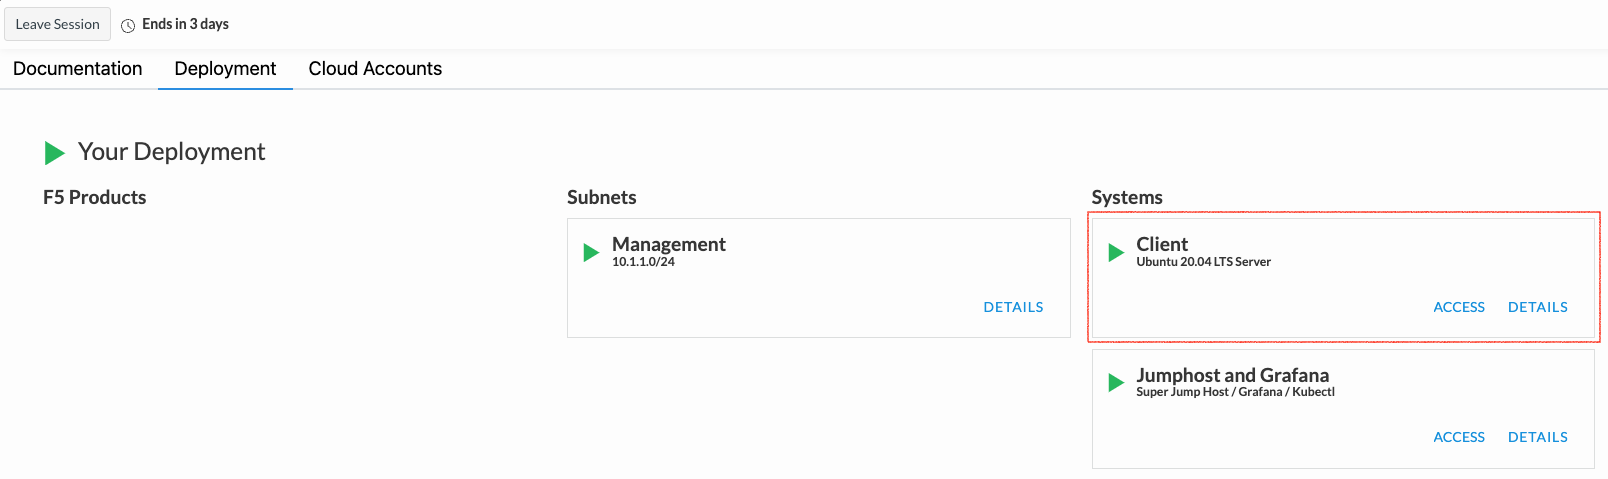 Leave Session
Ends in 3 days
Documentation
Deployment
Cloud Accounts
Your Deployment
F5 Products
Subnets
Management
10.1.1.0/24
DETAILS
Systems
Client
Ubuntu 20.04 LTS Server
ACCESS
DETAILS
Jumphost and Grafana
Super Jump Host / Grafana / Kubectl
ACCESS
DETAILS